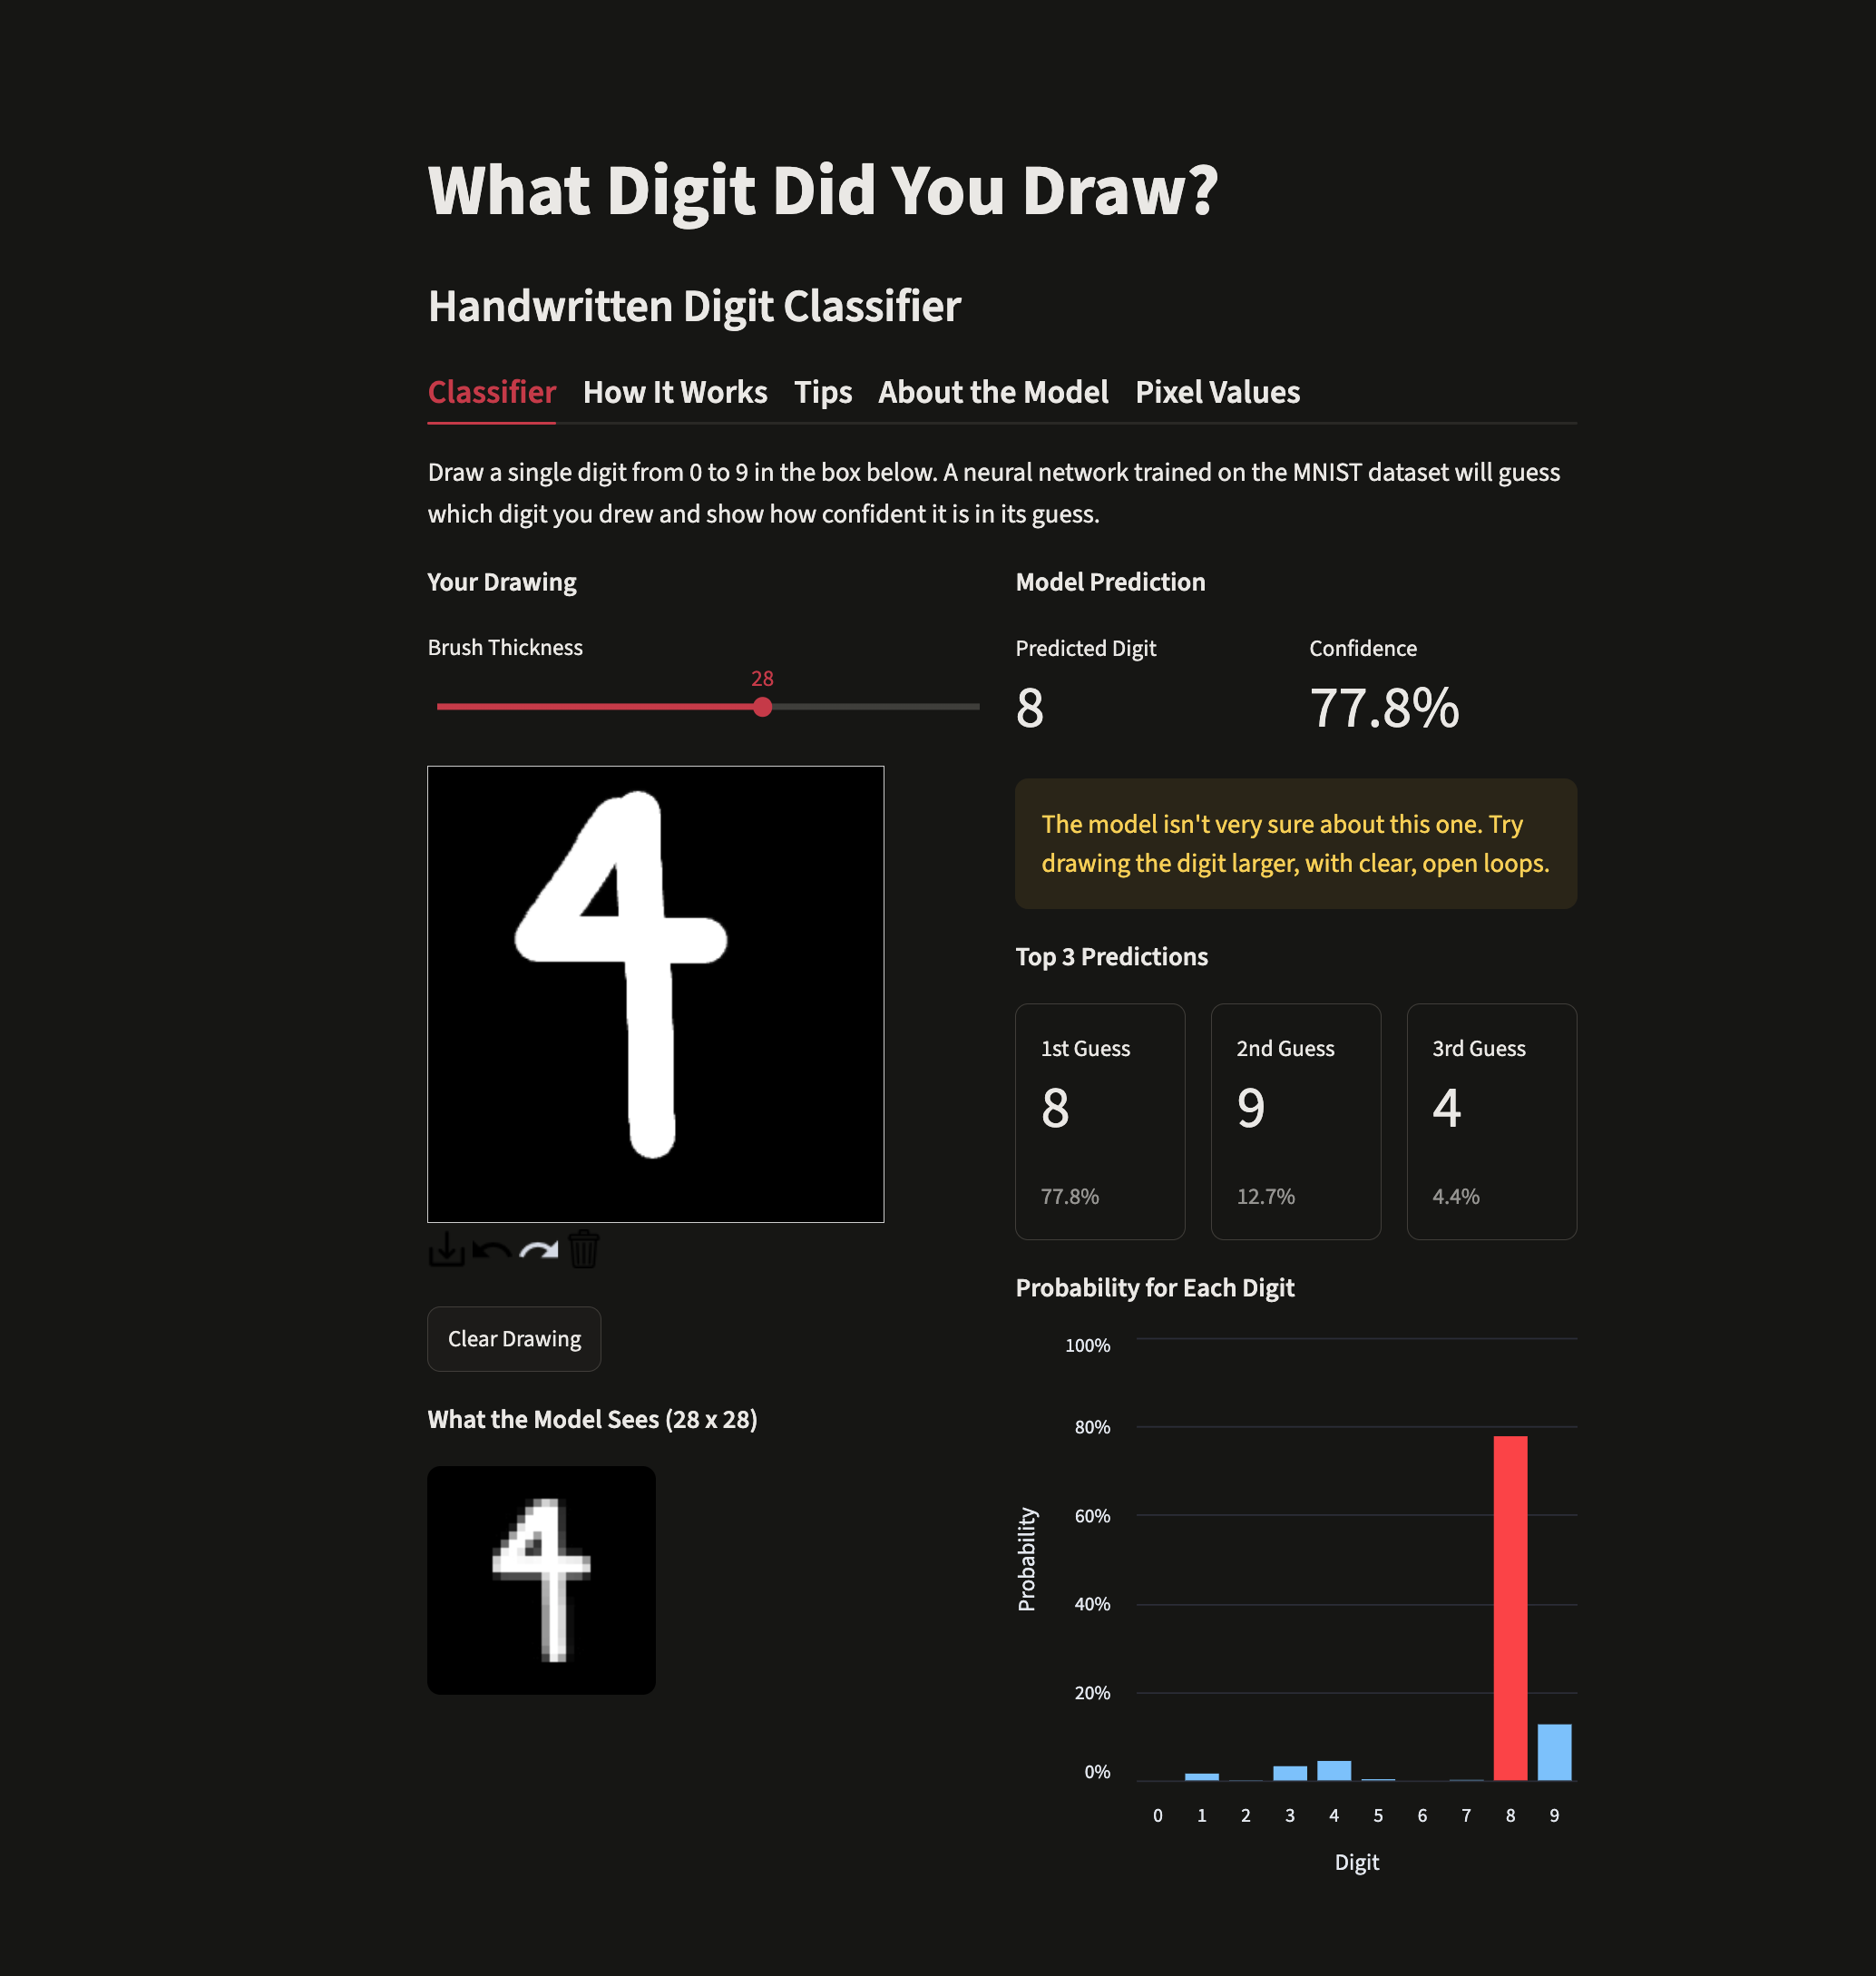 What Digit Did You Draw?
Handwritten Digit Classifier
Classifier How It Works Tips About the Model Pixel Values
Draw a single digit from 0 to 9 in the box below. A neural network trained on the MNIST dataset will guess
which digit you drew and show how confident it is in its guess.
Your Drawing
Brush Thickness
28
4
Clear Drawing
What the Model Sees (28 x 28)
4
Model Prediction
Predicted Digit Confidence
8 77.8%
The model isn't very sure about this one. Try
drawing the digit larger, with clear, open loops.
Top 3 Predictions
1st Guess 2nd Guess 3rd Guess
8 9 4
77.8% 12.7% 4.4%
Probability for Each Digit
100%
80%
60%
40%
20%
0%
Probability
0 1 2 3 4 5 6 7 8 9
Digit